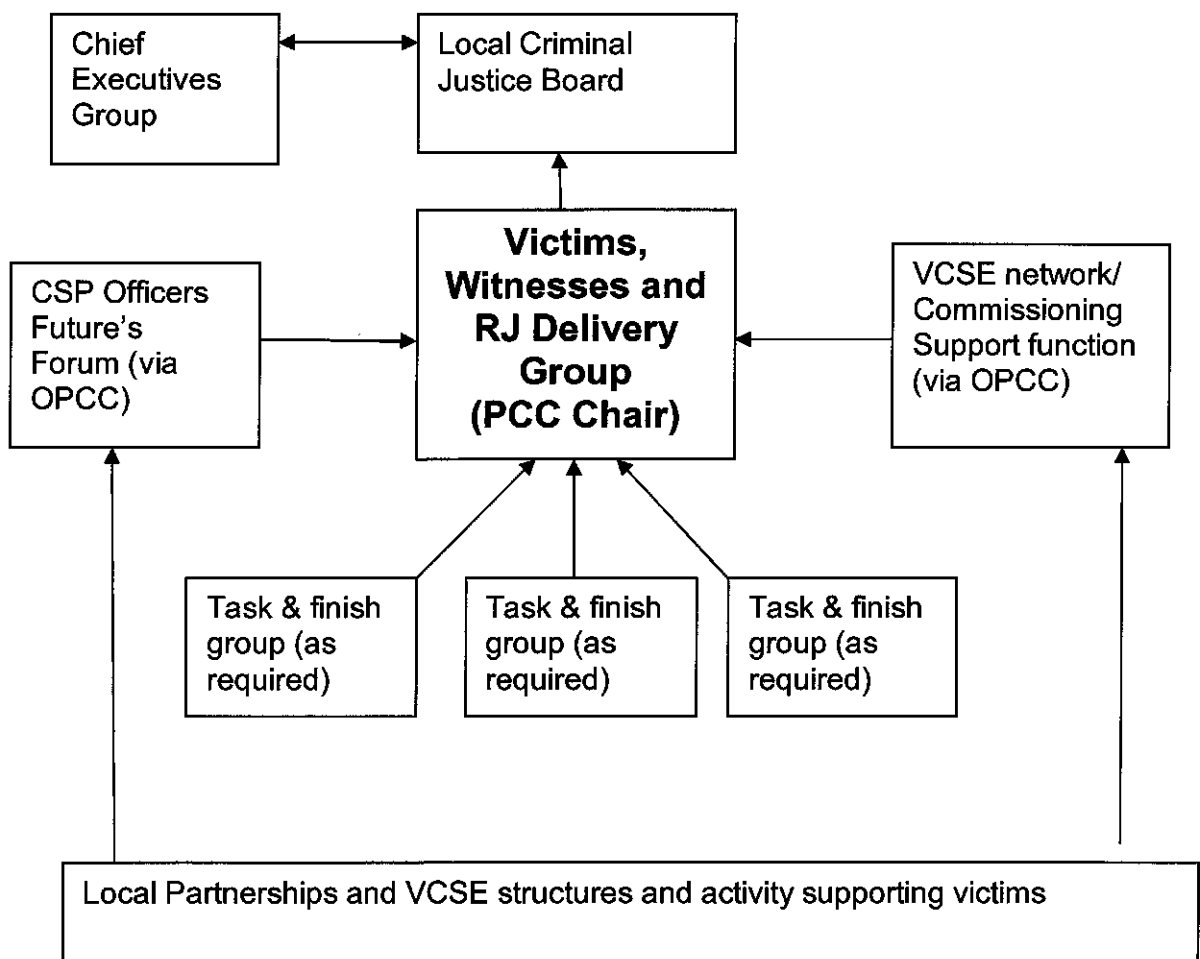 Chief
Executives
Group
Local Criminal
Justice Board
Victims,
Witnesses and
RJ Delivery
Group
(PCC Chair)
CSP Officers
Future's
Forum (via
OPCC)
VCSE network/
Commissioning
Support function
(via OPCC)
Task & finish
group (as
required)
Task & finish
group (as
required)
Task & finish
group (as
required)
Local Partnerships and VCSE structures and activity supporting victims